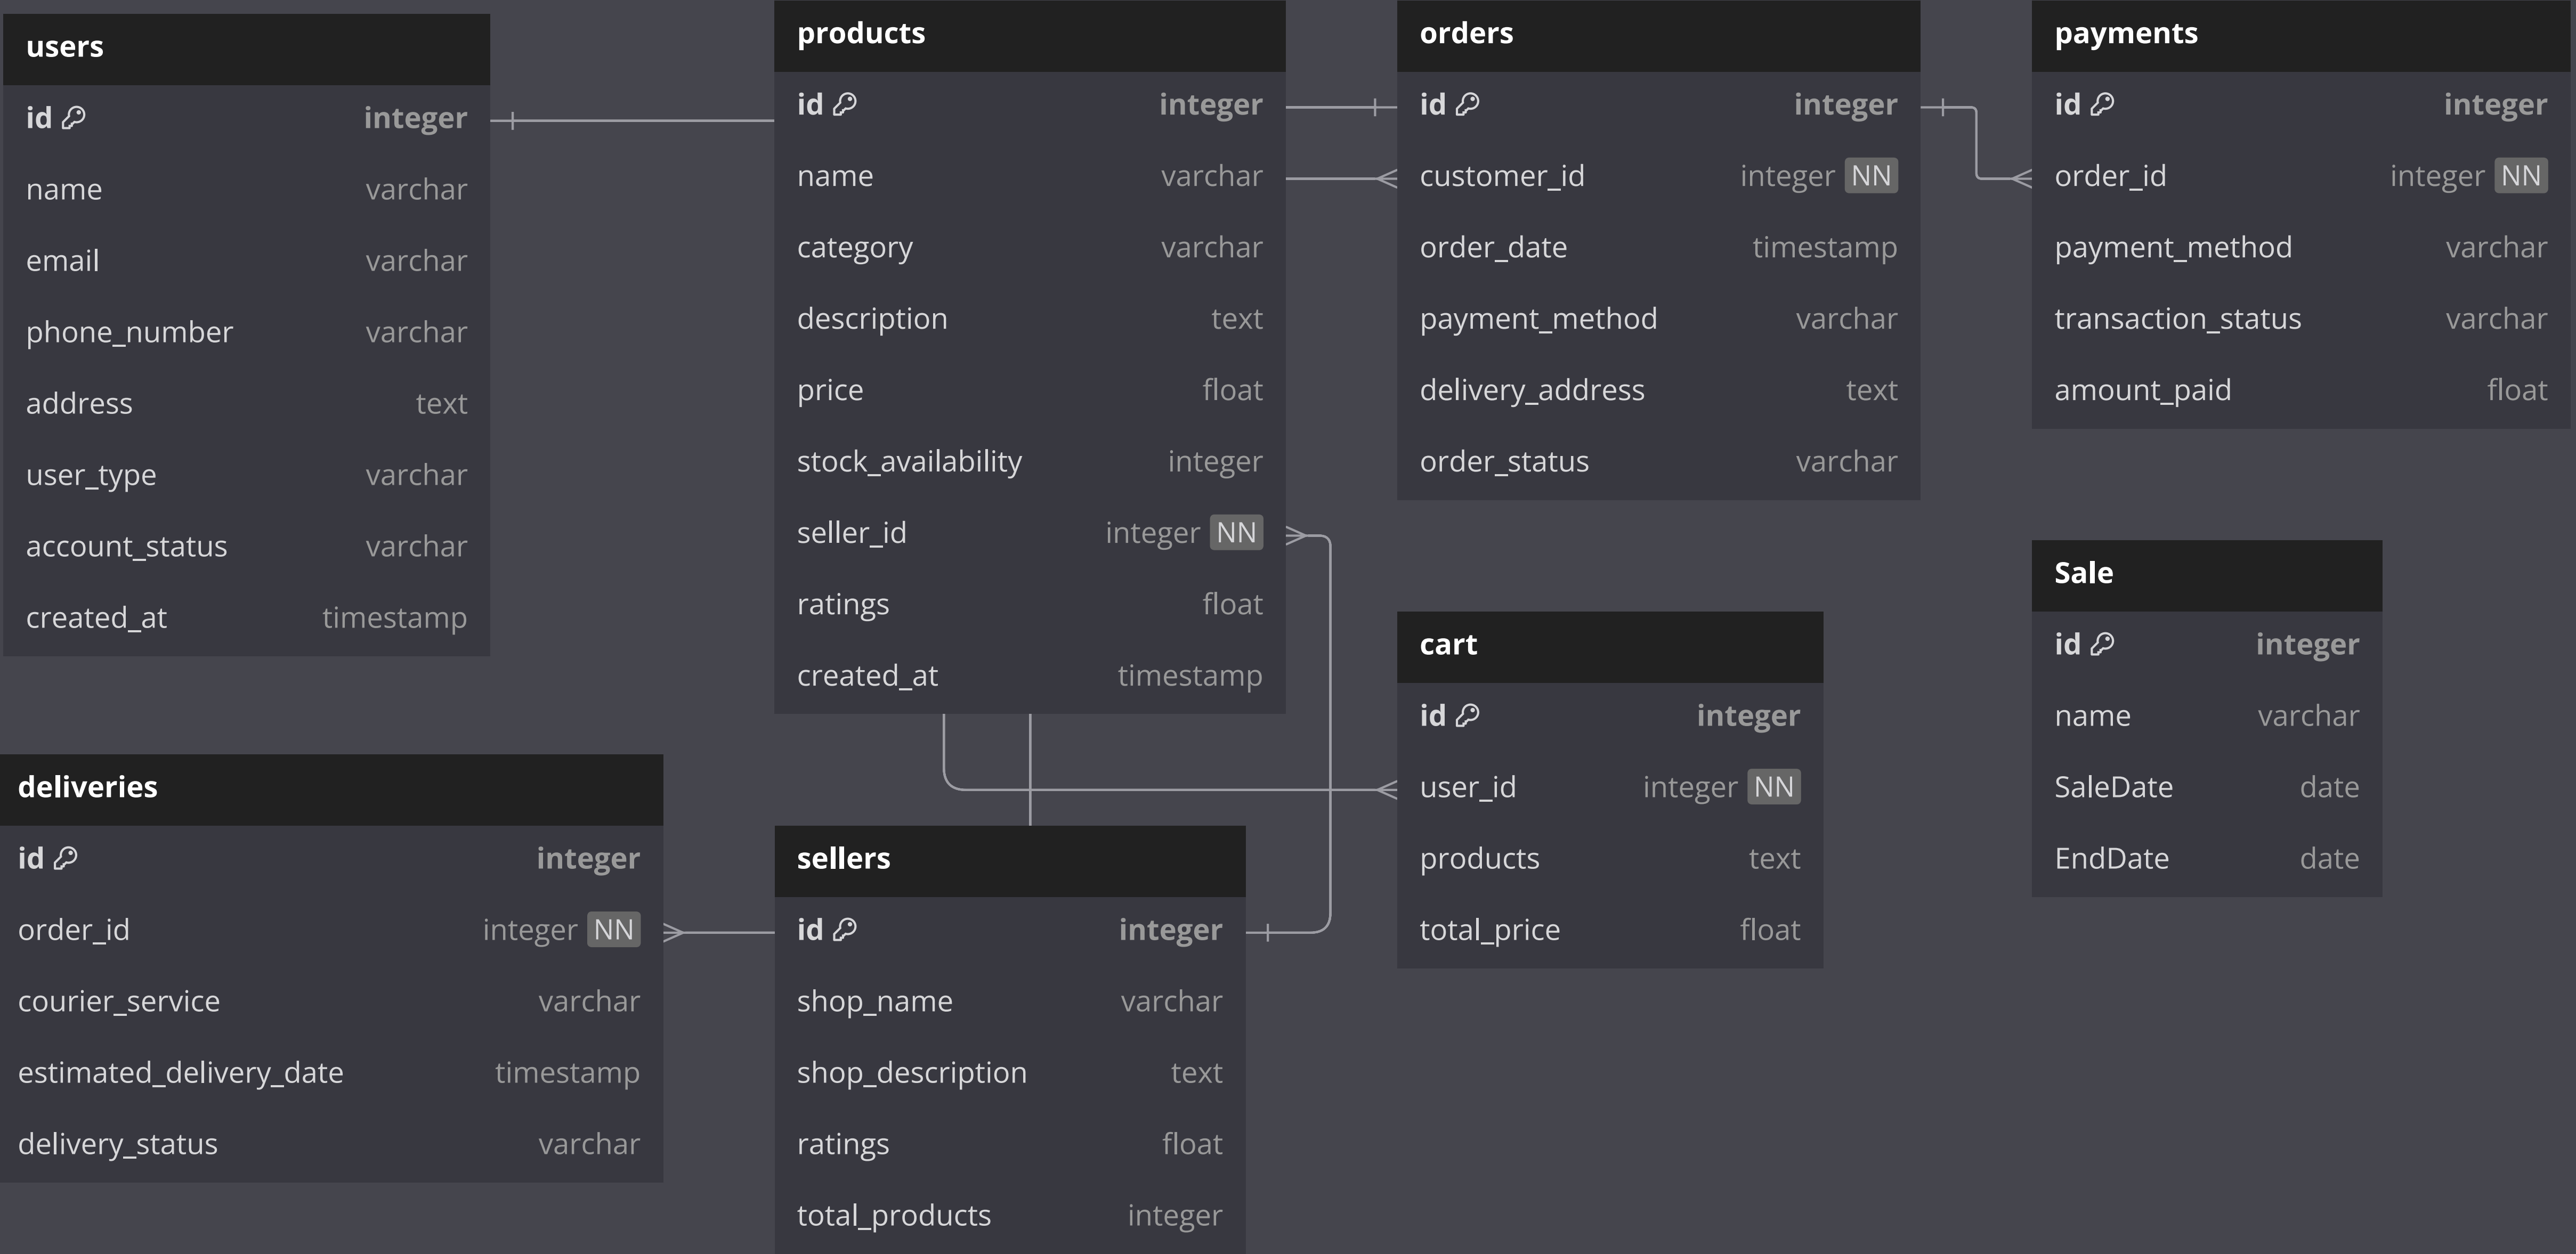 users
id integer
name varchar
email varchar
phone_number varchar
address text
user_type varchar
account_status varchar
created_at timestamp
products
id integer
name varchar
category varchar
description text
price float
stock_availability integer
seller_id integer NN
ratings float
created_at timestamp
orders
id integer
customer_id integer NN
order_date timestamp
payment_method varchar
delivery_address text
order_status varchar
payments
id integer
order_id integer NN
payment_method varchar
transaction_status varchar
amount_paid float
deliveries
id integer
order_id integer NN
courier_service varchar
estimated_delivery_date timestamp
delivery_status varchar
sellers
id integer
shop_name varchar
shop_description text
ratings float
total_products integer
cart
id integer
user_id integer NN
products text
total_price float
Sale
id integer
name varchar
SaleDate date
EndDate date